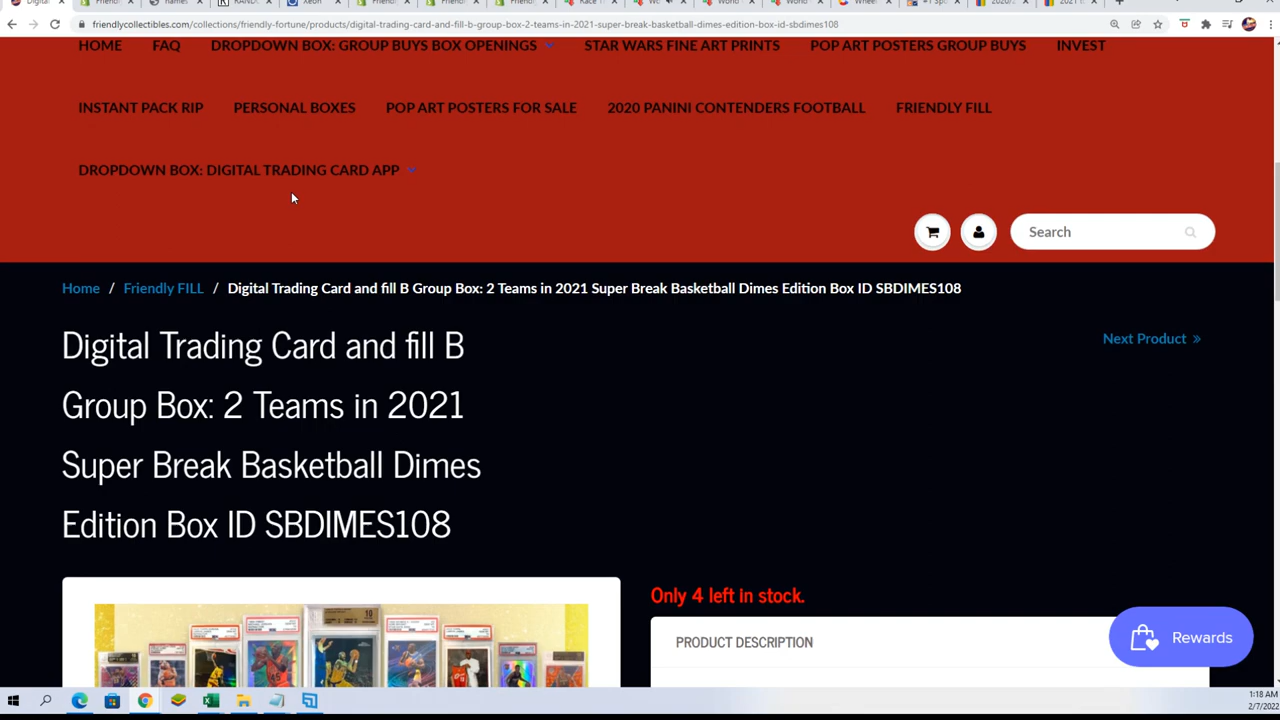 friendlycollectibles.com/collections/friendly-fortune/products/digital-trading-card-and-fill-b-group-box-2-teams-in-2021-super-break-basketball-dimes-edition-box-id-sbdimes108
HOME FAQ DROPDOWN BOX: GROUP BUYS BOX OPENINGS STAR WARS FINE ART PRINTS POP ART POSTERS GROUP BUYS INVEST
INSTANT PACK RIP PERSONAL BOXES POP ART POSTERS FOR SALE 2020 PANINI CONTENDERS FOOTBALL FRIENDLY FILL
DROPDOWN BOX: DIGITAL TRADING CARD APP
Search
Home / Friendly FILL / Digital Trading Card and fill B Group Box: 2 Teams in 2021 Super Break Basketball Dimes Edition Box ID SBDIMES108
Digital Trading Card and fill B
Group Box: 2 Teams in 2021
Super Break Basketball Dimes
Edition Box ID SBDIMES108
Next Product »
Only 4 left in stock.
PRODUCT DESCRIPTION
Rewards
1:18 AM
2/7/2022